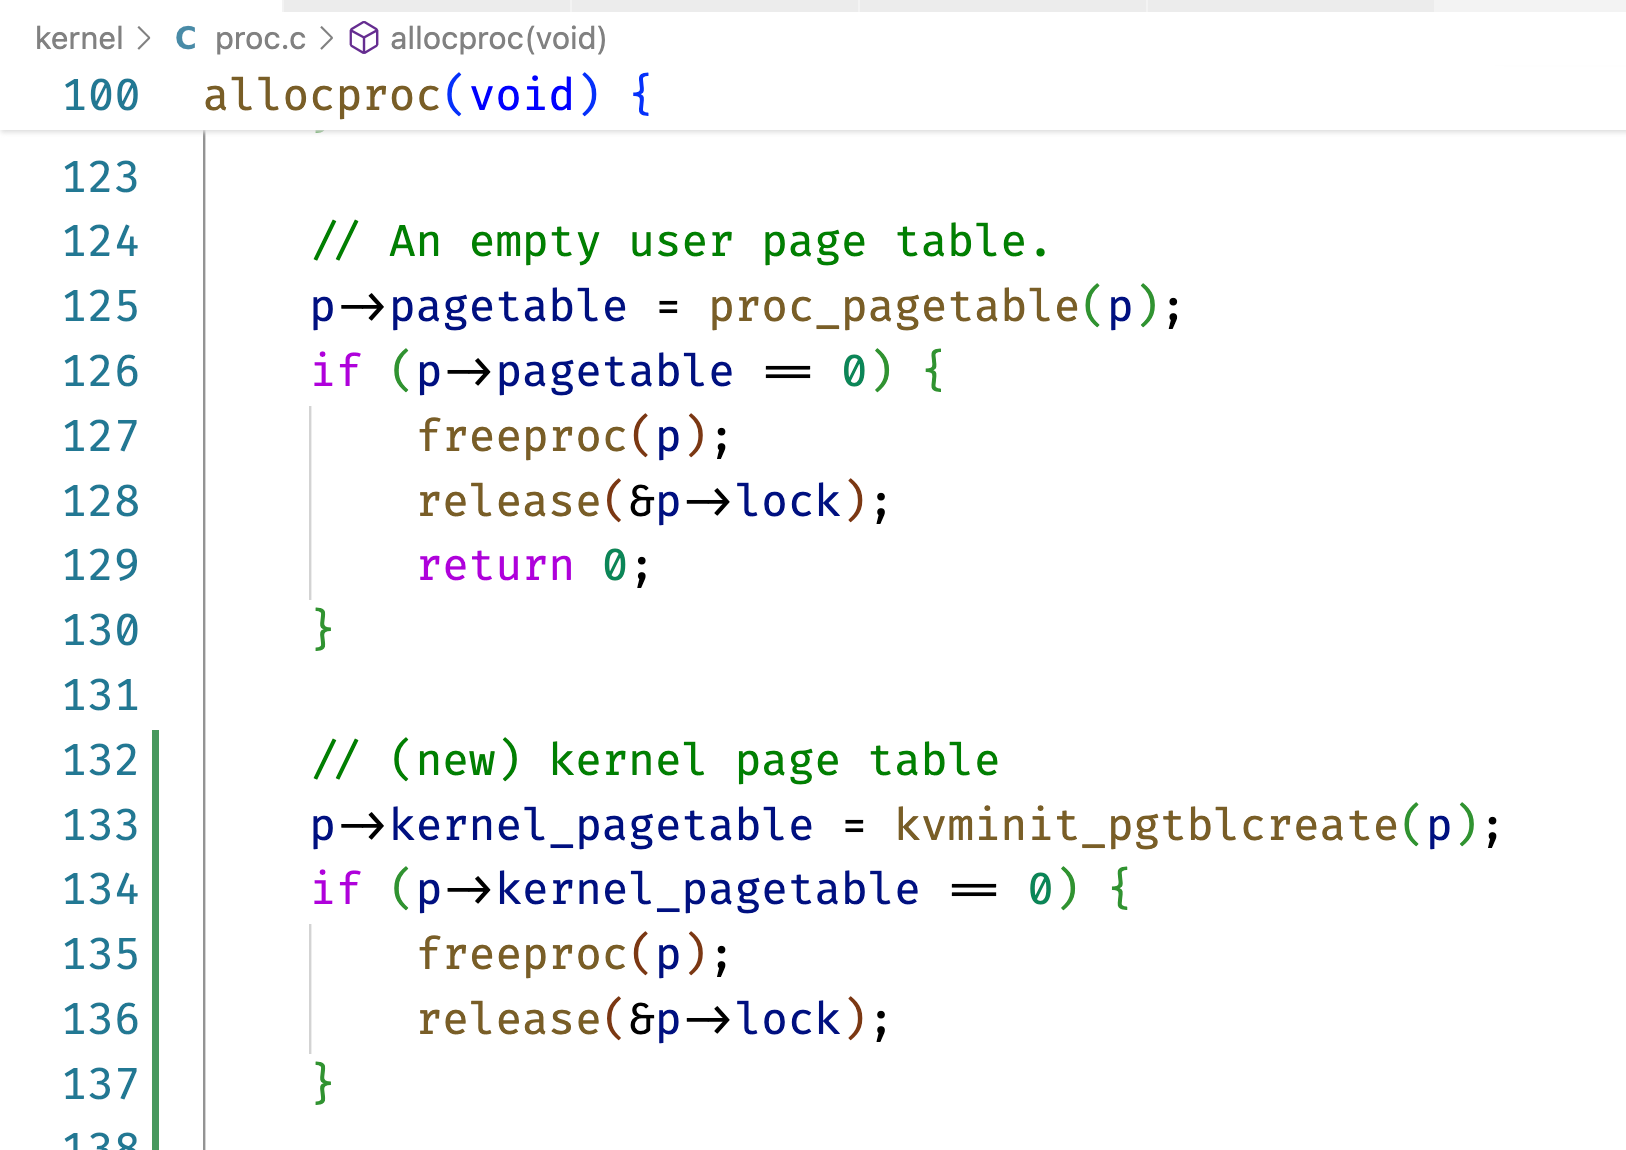 kernel > C proc.c > allocproc(void)
100 allocproc(void) {
123
124 // An empty user page table.
125 p->pagetable = proc_pagetable(p);
126 if (p->pagetable == 0) {
127 freeproc(p);
128 release(&p->lock);
129 return 0;
130 }
131
132 // (new) kernel page table
133 p->kernel_pagetable = kvminit_pgtblcreate(p);
134 if (p->kernel_pagetable == 0) {
135 freeproc(p);
136 release(&p->lock);
137 }
138